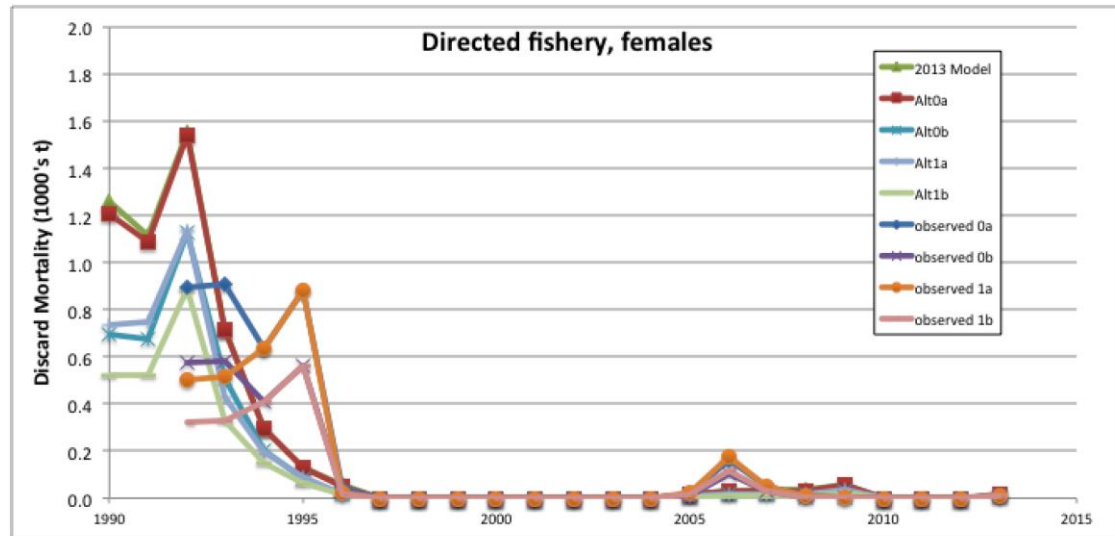 Directed fishery, females
Discard Mortality (1000's t)
2.0
1.8
1.6
1.4
1.2
1.0
0.8
0.6
0.4
0.2
0.0
1990
1995
2000
2005
2010
2015
2013 Model
Alt0a
Alt0b
Alt1a
Alt1b
observed 0a
observed 0b
observed 1a
observed 1b